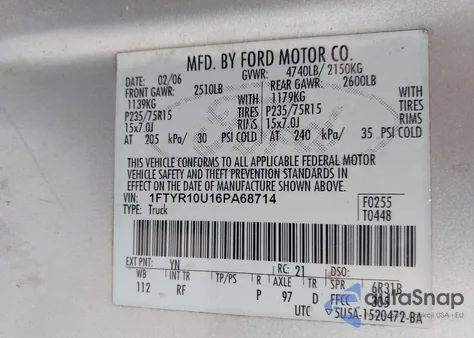 MFD. BY FORD MOTOR CO.
DATE: 02/06 GVWR: 4740LB/ 2150KG
FRONT GAWR: 2510LB REAR GAWR: 2600LB
1139KG WITH 1179KG WITH
P235/75R15 TIRES P235/75R15 TIRES
15x7.0J RIMS 15x7.0J RIMS
AT 205 kPa/ 30 PSI COLD AT 240 kPa/ 35 PSI COLD
THIS VEHICLE CONFORMS TO ALL APPLICABLE FEDERAL MOTOR
VEHICLE SAFETY AND THEFT PREVENTION STANDARDS IN
EFFECT ON THE DATE OF MANUFACTURE SHOWN ABOVE.
VIN: 1FTYR10U16PA68714 F0255
TYPE: Truck T0448
EXT PNT: YN RC: 21 DSO:
WB INT TR TP/PS R AXLE TR SPR 6R31B
112 RF P 97 D FFCC 803
UTC 5U5A-1520472-BA